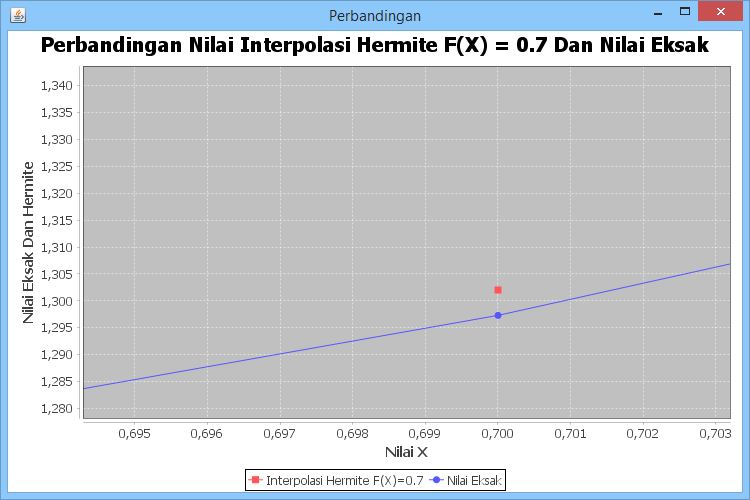 Perbandingan
Perbandingan Nilai Interpolasi Hermite F(X) = 0.7 Dan Nilai Eksak
Nilai Eksak Dan Hermite
1,340
1,335
1,330
1,325
1,320
1,315
1,310
1,305
1,300
1,295
1,290
1,285
1,280
0,695 0,696 0,697 0,698 0,699 0,700 0,701 0,702 0,703
Nilai X
Interpolasi Hermite F(X)=0.7 Nilai Eksak